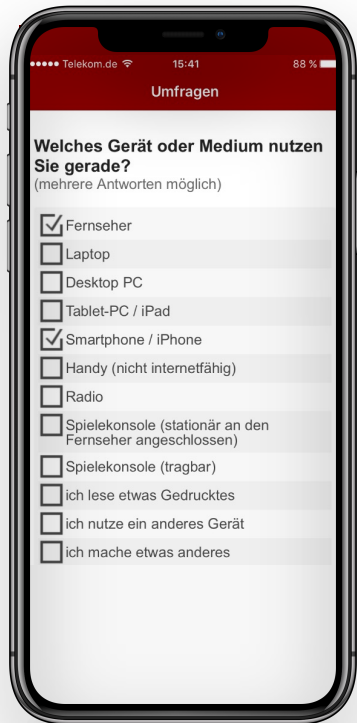 Telekom.de 15:41 88 %
Umfragen
Welches Gerät oder Medium nutzen
Sie gerade?
(mehrere Antworten möglich)
Fernseher
Laptop
Desktop PC
Tablet-PC / iPad
Smartphone / iPhone
Handy (nicht internetfähig)
Radio
Spielekonsole (stationär an den
Fernseher angeschlossen)
Spielekonsole (tragbar)
ich lese etwas Gedrucktes
ich nutze ein anderes Gerät
ich mache etwas anderes